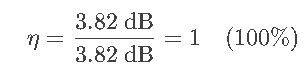 η = 3.82 dB / 3.82 dB = 1 (100%)